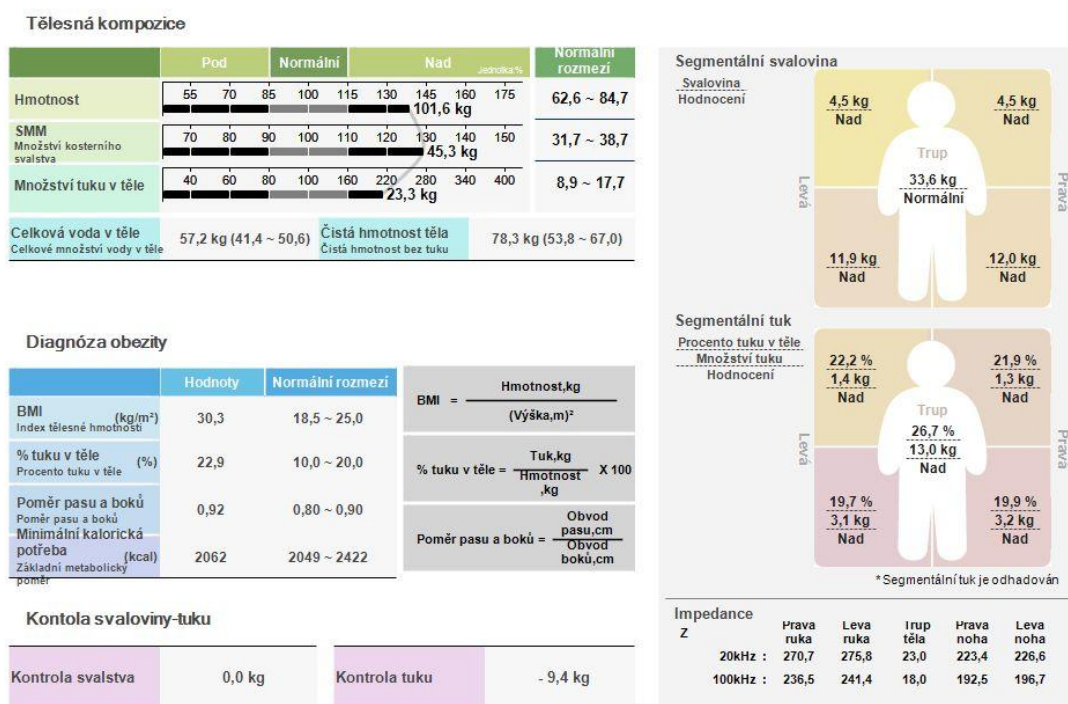 Tělesná kompozice
Pod Normální Nad Jednotka:% Normální rozmezí
Hmotnost 55 70 85 100 115 130 145 160 175 62,6 ~ 84,7
101,6 kg
SMM 70 80 90 100 110 120 130 140 150 31,7 ~ 38,7
Množství kosterního svalstva 45,3 kg
Množství tuku v těle 40 60 80 100 160 220 280 340 400 8,9 ~ 17,7
23,3 kg
Celková voda v těle 57,2 kg (41,4 ~ 50,6) Čistá hmotnost těla 78,3 kg (53,8 ~ 67,0)
Celkové množství vody v těle Čistá hmotnost bez tuku
Diagnóza obezity
Hodnoty Normální rozmezí
BMI (kg/m²) 30,3 18,5 ~ 25,0
Index tělesné hmotnosti
% tuku v těle (%) 22,9 10,0 ~ 20,0
Procento tuku v těle
Poměr pasu a boků 0,92 0,80 ~ 0,90
Poměr pasu a boků
Minimální kalorická
potřeba (kcal) 2062 2049 ~ 2422
Základní metabolický
poměr
BMI = Hmotnost,kg
(Výška,m)²
% tuku v těle = Tuk,kg X 100
Hmotnost
,kg
Poměr pasu a boků = Obvod
pasu,cm
Obvod
boků,cm
Kontola svaloviny-tuku
Kontrola svalstva 0,0 kg Kontrola tuku - 9,4 kg
Segmentální svalovina
Svalovina
Hodnocení
4,5 kg 4,5 kg
Nad Nad
Trup
33,6 kg
Normální
Levá Prava
11,9 kg 12,0 kg
Nad Nad
Segmentální tuk
Procento tuku v těle
Množství tuku
Hodnocení
22,2 % 21,9 %
1,4 kg 1,3 kg
Nad Nad
Trup
26,7 %
13,0 kg
Nad
Levá Prava
19,7 % 19,9 %
3,1 kg 3,2 kg
Nad Nad
* Segmentální tuk je odhadován
Impedance
Z Prava Leva Trup Prava Leva
ruka ruka těla noha noha
20kHz : 270,7 275,8 23,0 223,4 226,6
100kHz : 236,5 241,4 18,0 192,5 196,7